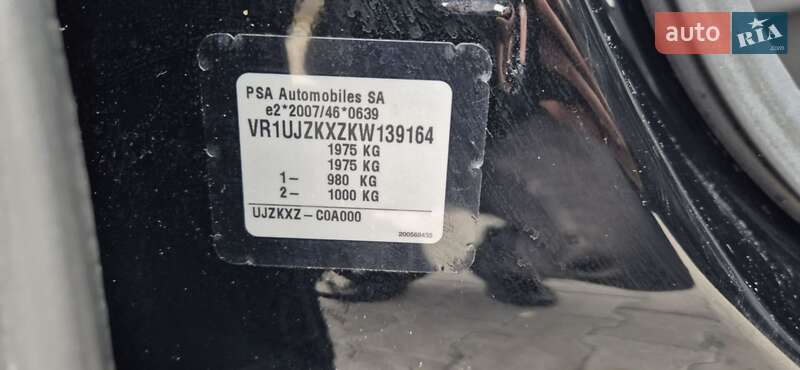 auto RIA.com
PSA Automobiles SA
e2*2007/46*0639
VR1UJZKXZKW139164
1975 KG
1975 KG
1- 980 KG
2- 1000 KG
UJZKXZ-C0A000